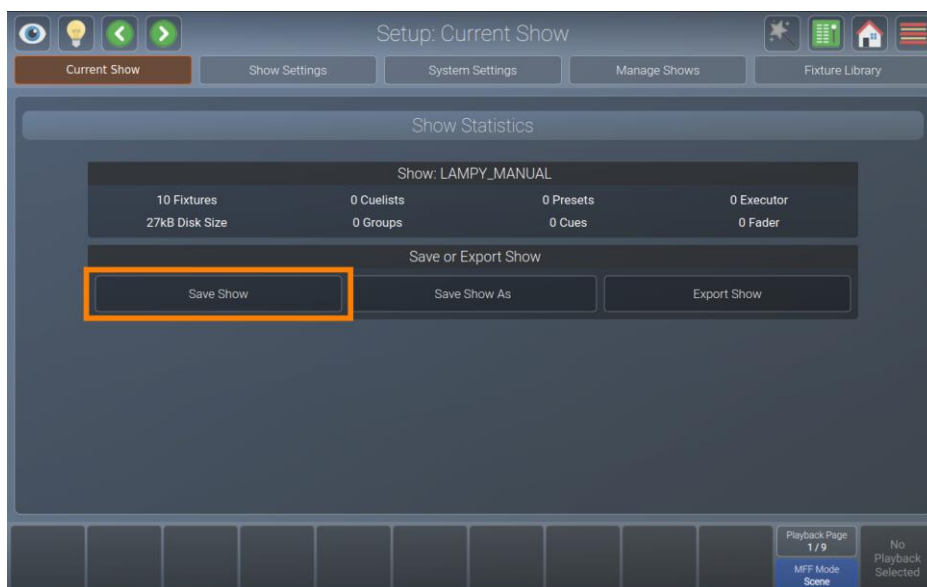 Setup: Current Show
Current Show Show Settings System Settings Manage Shows Fixture Library
Show Statistics
Show: LAMPY_MANUAL
10 Fixtures 0 Cuelists 0 Presets 0 Executor
27kB Disk Size 0 Groups 0 Cues 0 Fader
Save or Export Show
Save Show Save Show As Export Show
Playback Page
1 / 9
MFF Mode
Scene
No
Playback
Selected